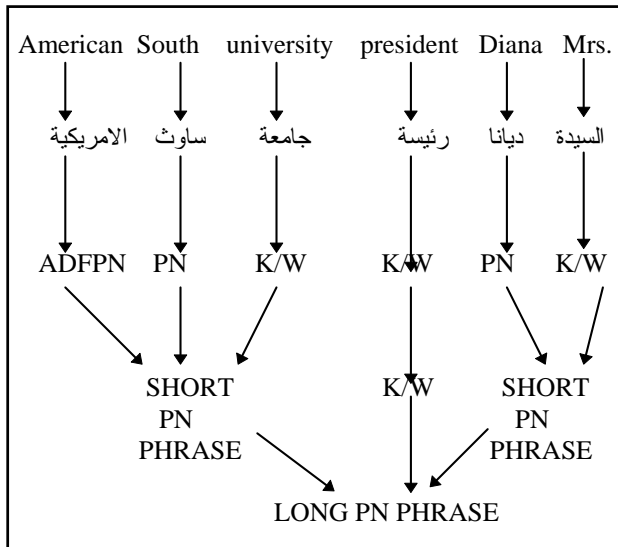 American South university president Diana Mrs.
السيدة ديانا رئيسة جامعة ساوث الامريكية
ADFPN PN K/W K/W PN K/W
SHORT K/W SHORT
PN PN
PHRASE PHRASE
LONG PN PHRASE